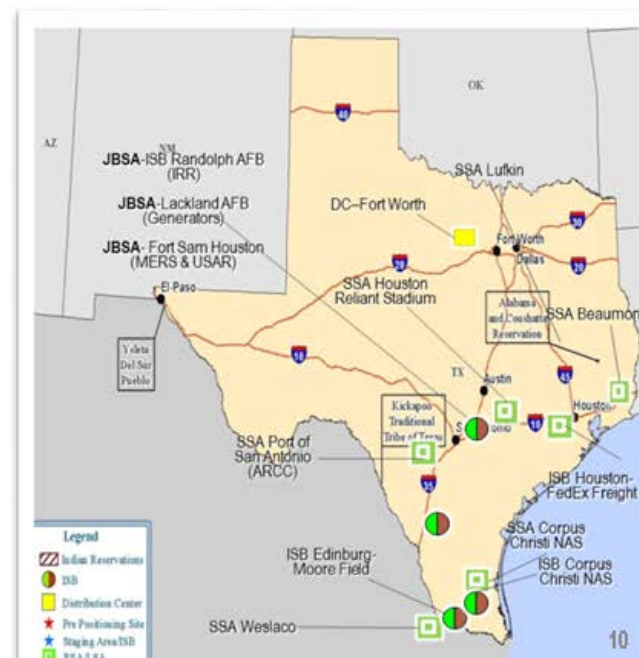 OK
AZ
NM
JBSA-ISB Randolph AFB
(IRR)
JBSA-Lackland AFB
(Generators)
JBSA- Fort Sam Houston
(MERS & USAR)
40
SSA Lufkin
DC–Fort Worth
30
Fort Worth
Dallas
20
20
SSA Houston
Reliant Stadium
El-Paso
Alabama
and Coushatta
Reservation
SSA Beaumont
Ysleta
Del Sur
Pueblo
10
TX
Austin
45
Kickapoo
Traditional
Tribe of Texas
10
Houston
SSA Port of
San Antonio
(ARCC)
35
ISB Houston-
FedEx Freight
SSA Corpus
Christi NAS
ISB Edinburg-
Moore Field
ISB Corpus
Christi NAS
SSA Weslaco
Legend
Indian Reservations
ISB
Distribution Center
Pre Positioning Site
Staging Area/ISB
10